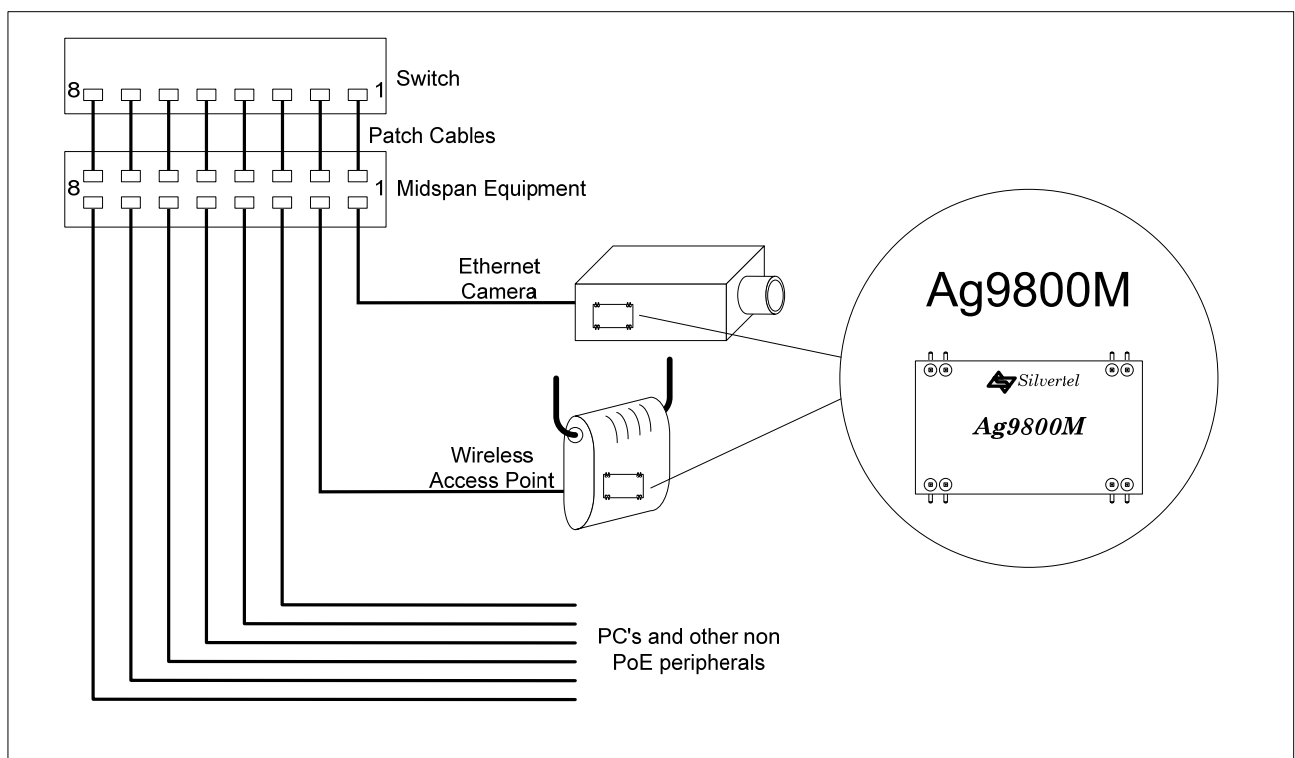 8
1
Switch
Patch Cables
8
1
Midspan Equipment
Ethernet
Camera
Wireless
Access Point
PC's and other non
PoE peripherals
Ag9800M
Silvertel
Ag9800M